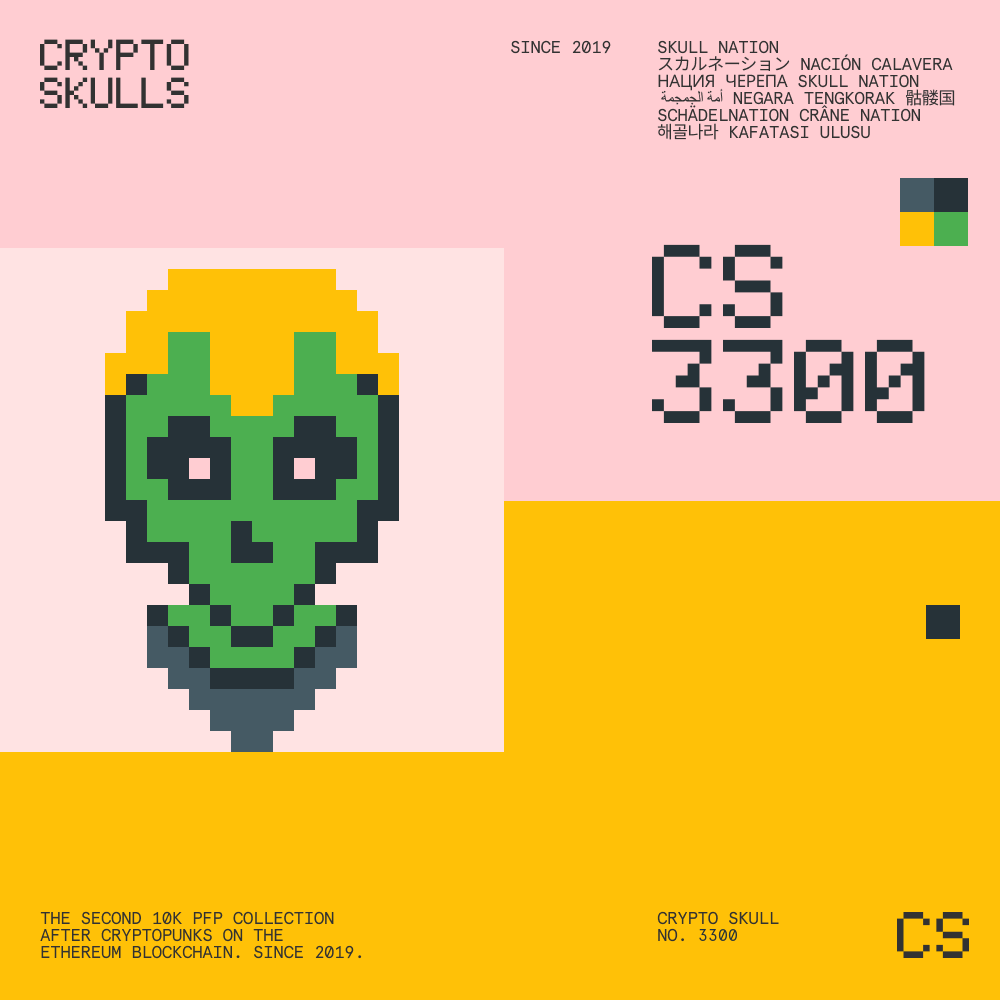 CRYPTO
SKULLS
SINCE 2019
SKULL NATION
スカルネーション NACIÓN CALAVERA
НАЦИЯ ЧЕРЕПА SKULL NATION
أمة الجمجمة NEGARA TENGKORAK 骷髅国
SCHÄDELNATION CRÂNE NATION
해골나라 KAFATASI ULUSU
CS
3300
THE SECOND 10K PFP COLLECTION
AFTER CRYPTOPUNKS ON THE
ETHEREUM BLOCKCHAIN. SINCE 2019.
CRYPTO SKULL
NO. 3300
CS